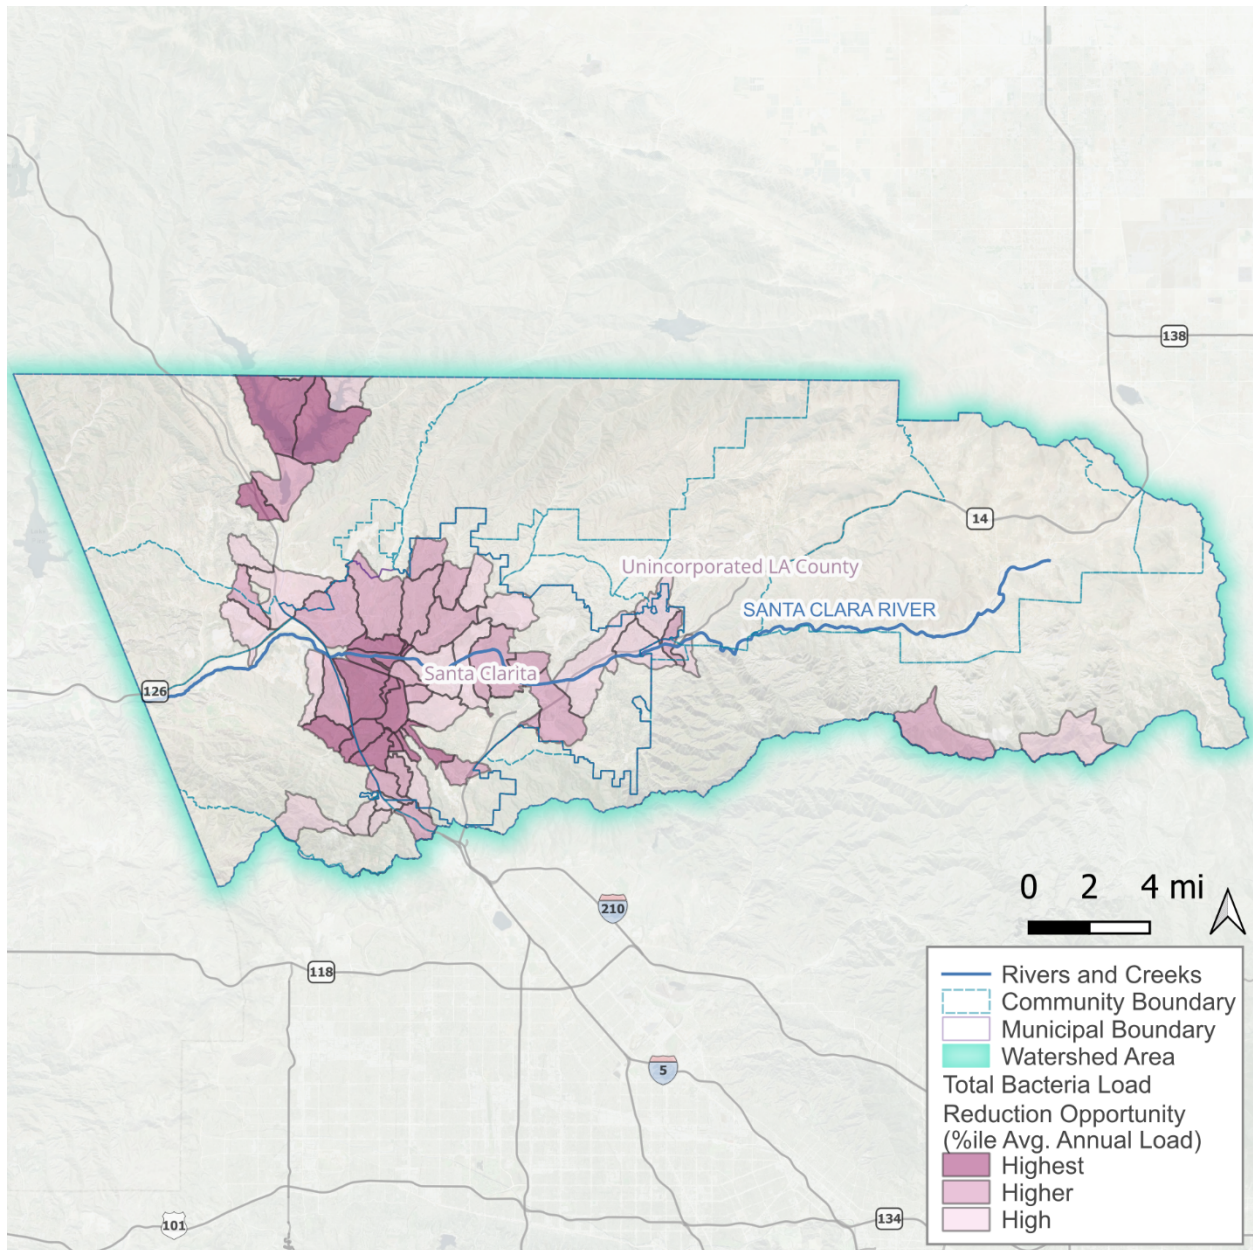 138
14
Unincorporated LA County
SANTA CLARA RIVER
Santa Clarita
126
0 2 4 mi
210
118
5
101
134
Rivers and Creeks
Community Boundary
Municipal Boundary
Watershed Area
Total Bacteria Load
Reduction Opportunity
(%ile Avg. Annual Load)
Highest
Higher
High